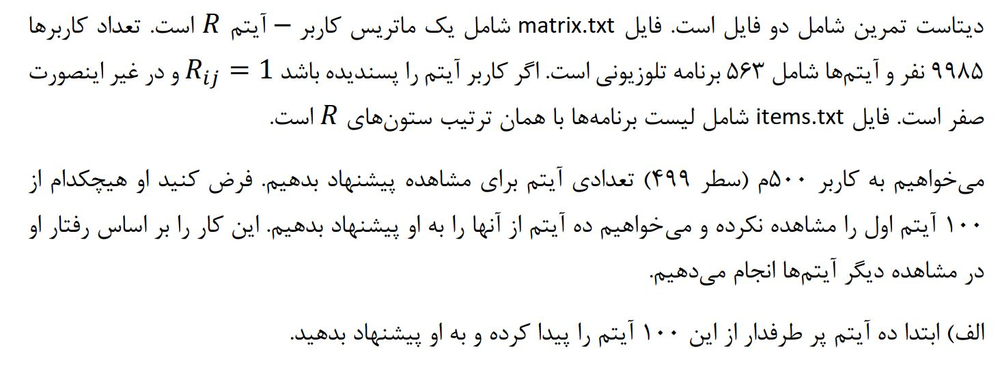 دیتاست تمرین شامل دو فایل است. فایل matrix.txt شامل یک ماتریس کاربر – آیتم R است. تعداد کاربرها
۹۹۸۵ نفر و آیتم‌ها شامل ۵۶۳ برنامه تلوزیونی است. اگر کاربر آیتم را پسندیده باشد R_{ij} = 1 و در غیر اینصورت
صفر است. فایل items.txt شامل لیست برنامه‌ها با همان ترتیب ستون‌های R است.
می‌خواهیم به کاربر ۵۰۰م (سطر ۴۹۹) تعدادی آیتم برای مشاهده پیشنهاد بدهیم. فرض کنید او هیچکدام از
۱۰۰ آیتم اول را مشاهده نکرده و می‌خواهیم ده آیتم از آنها را به او پیشنهاد بدهیم. این کار را بر اساس رفتار او
در مشاهده دیگر آیتم‌ها انجام می‌دهیم.
الف) ابتدا ده آیتم پر طرفدار از این ۱۰۰ آیتم را پیدا کرده و به او پیشنهاد بدهید.